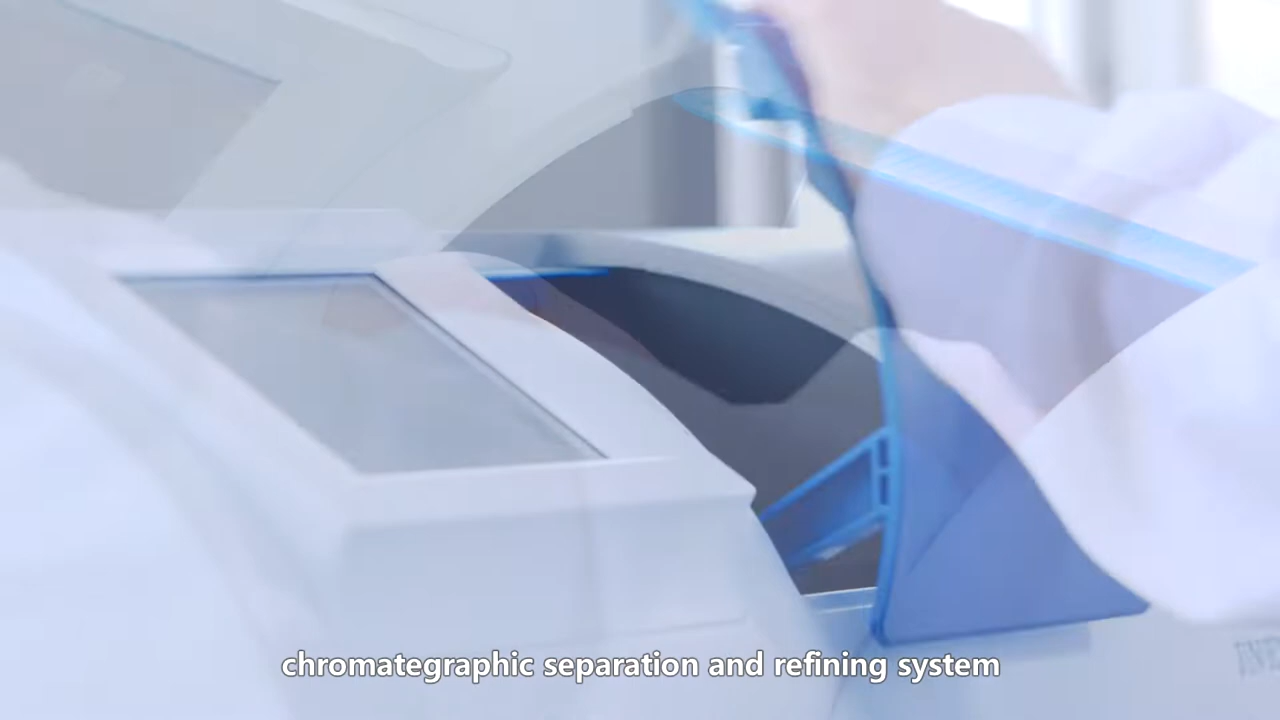 chromategraphic separation and refining system